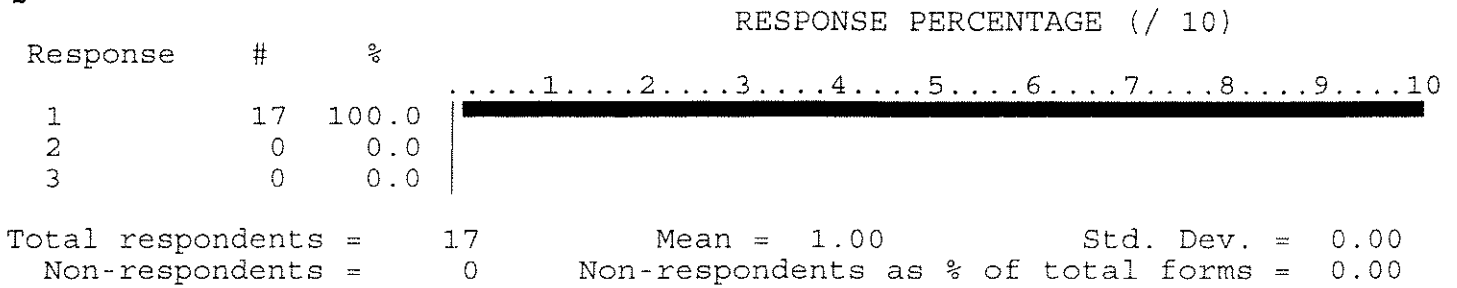 RESPONSE PERCENTAGE (/ 10)
Response # %
.....1....2....3....4....5....6....7....8....9....10
1 17 100.0
2 0 0.0
3 0 0.0
Total respondents = 17 Mean = 1.00 Std. Dev. = 0.00
Non-respondents = 0 Non-respondents as % of total forms = 0.00